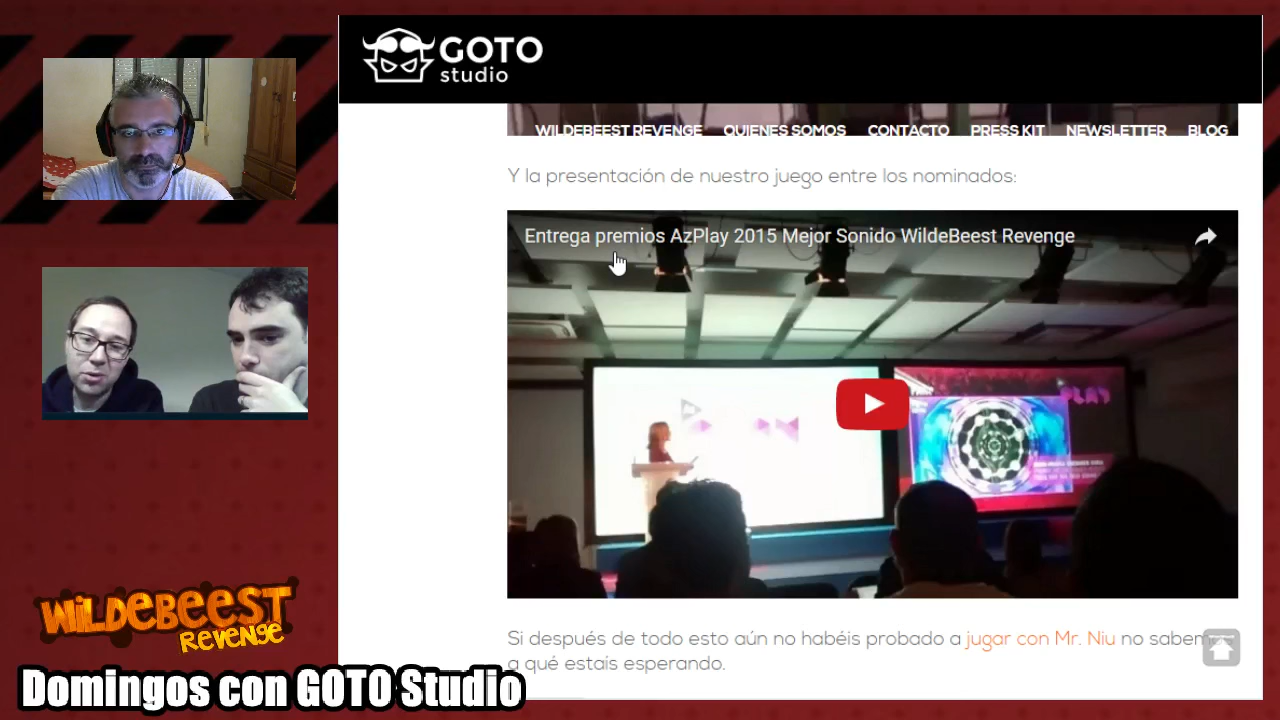 GOTO
studio
WILDEBEEST REVENGE QUIENES SOMOS CONTACTO PRESS KIT NEWSLETTER BLOG
Y la presentación de nuestro juego entre los nominados:
Entrega premios AzPlay 2015 Mejor Sonido WildeBeest Revenge
PLAY
Si después de todo esto aún no habéis probado a jugar con Mr. Niu no sabem
a qué estaís esperando.
WiLDEBEEST
REVENGE
Domingos con GOTO Studio